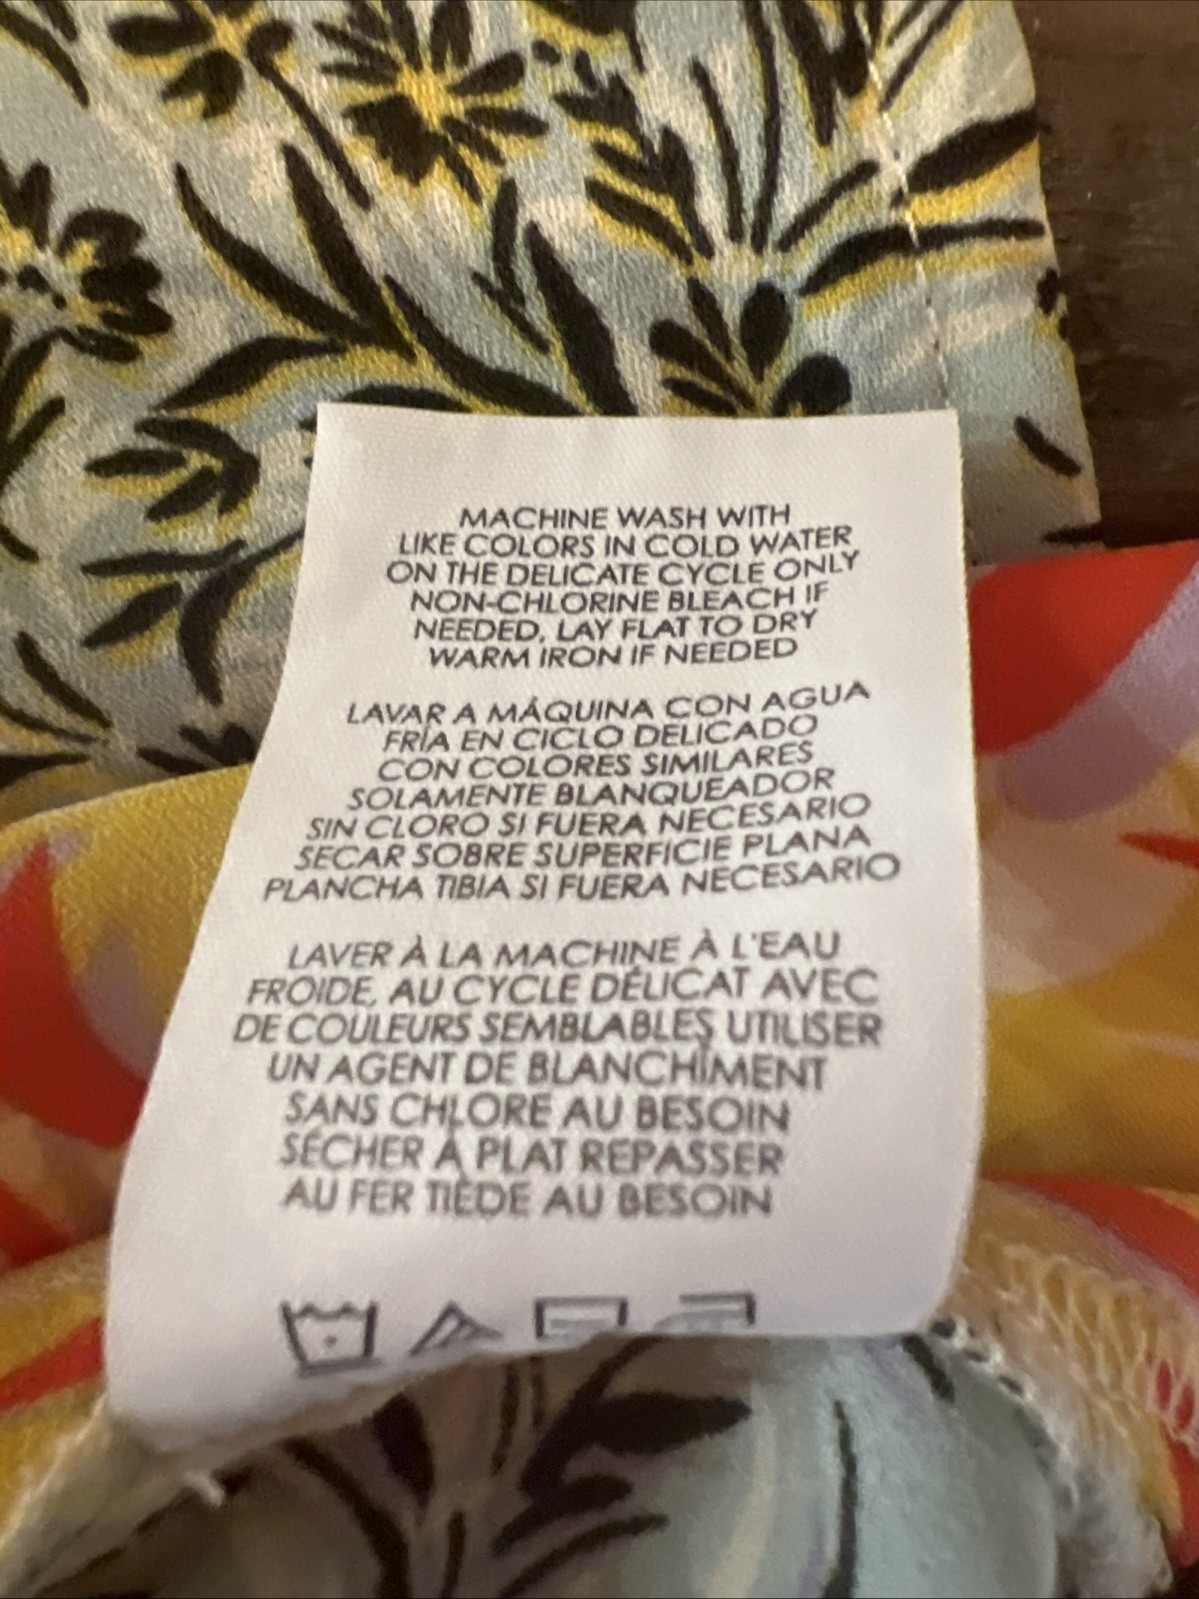 MACHINE WASH WITH
LIKE COLORS IN COLD WATER
ON THE DELICATE CYCLE ONLY
NON-CHLORINE BLEACH IF
NEEDED, LAY FLAT TO DRY
WARM IRON IF NEEDED
LAVAR A MÁQUINA CON AGUA
FRÍA EN CICLO DELICADO
CON COLORES SIMILARES
SOLAMENTE BLANQUEADOR
SIN CLORO SI FUERA NECESARIO
SECAR SOBRE SUPERFICIE PLANA
PLANCHA TIBIA SI FUERA NECESARIO
LAVER À LA MACHINE À L'EAU
FROIDE, AU CYCLE DÉLICAT AVEC
DE COULEURS SEMBLABLES UTILISER
UN AGENT DE BLANCHIMENT
SANS CHLORE AU BESOIN
SÉCHER À PLAT REPASSER
AU FER TIÈDE AU BESOIN